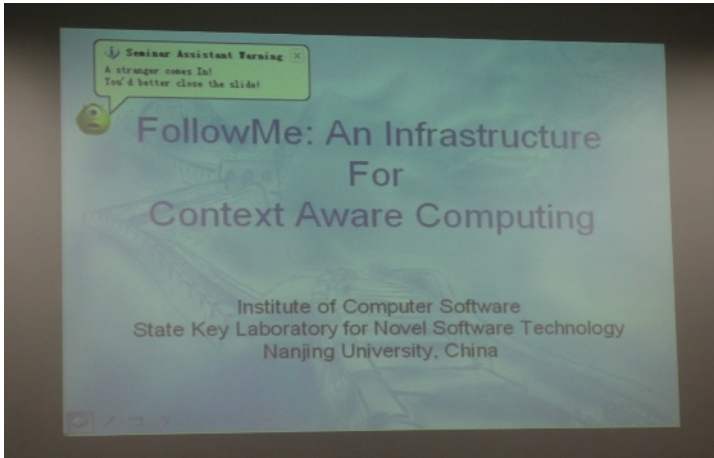 Seminar Assistant Warning
A stranger comes In!
You'd better close the slide!
FollowMe: An Infrastructure
For
Context Aware Computing
Institute of Computer Software
State Key Laboratory for Novel Software Technology
Nanjing University, China